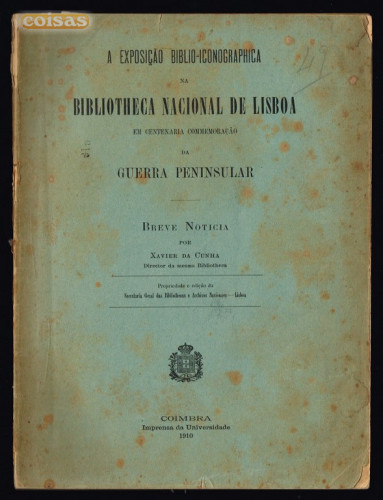 coisas
A EXPOSIÇÃO BIBLIO-ICONOGRAPHICA
NA
BIBLIOTHECA NACIONAL DE LISBOA
EM CENTENARIA COMMEMORAÇÃO
DA
GUERRA PENINSULAR
BREVE NOTICIA
POR
XAVIER DA CUNHA
Director da mesma Bibliotheca
Propriedade e edição da
Secretaria Geral das Bibliothecas e Archivos Nacionaes—Lisboa
COIMBRA
Imprensa da Universidade
1910